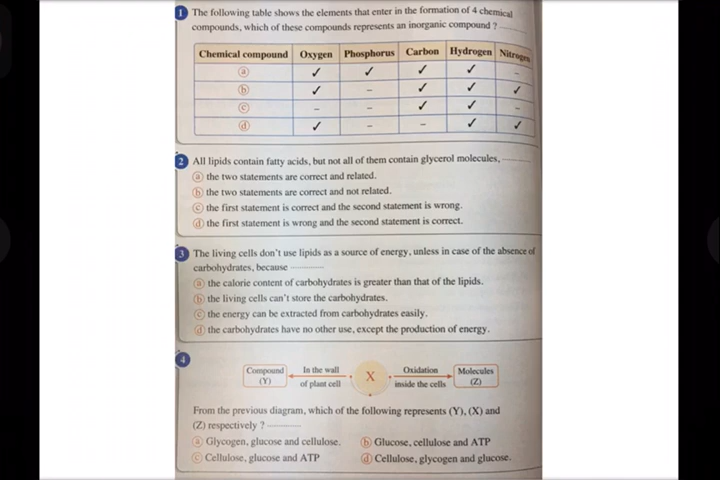 1 The following table shows the elements that enter in the formation of 4 chemical
compounds, which of these compounds represents an inorganic compound ?
Chemical compound Oxygen Phosphorus Carbon Hydrogen Nitrogen
ⓐ ✓ ✓ ✓ ✓ –
ⓑ ✓ – ✓ ✓ ✓
ⓒ – – ✓ ✓ –
ⓓ ✓ – – ✓ ✓
2 All lipids contain fatty acids, but not all of them contain glycerol molecules,
ⓐ the two statements are correct and related.
ⓑ the two statements are correct and not related.
ⓒ the first statement is correct and the second statement is wrong.
ⓓ the first statement is wrong and the second statement is correct.
3 The living cells don't use lipids as a source of energy, unless in case of the absence of
carbohydrates, because
ⓐ the caloric content of carbohydrates is greater than that of the lipids.
ⓑ the living cells can't store the carbohydrates.
ⓒ the energy can be extracted from carbohydrates easily.
ⓓ the carbohydrates have no other use, except the production of energy.
4
Compound In the wall X Oxidation Molecules
(Y) of plant cell inside the cells (Z)
From the previous diagram, which of the following represents (Y), (X) and
(Z) respectively ?
ⓐ Glycogen, glucose and cellulose. ⓑ Glucose, cellulose and ATP
ⓒ Cellulose, glucose and ATP ⓓ Cellulose, glycogen and glucose.